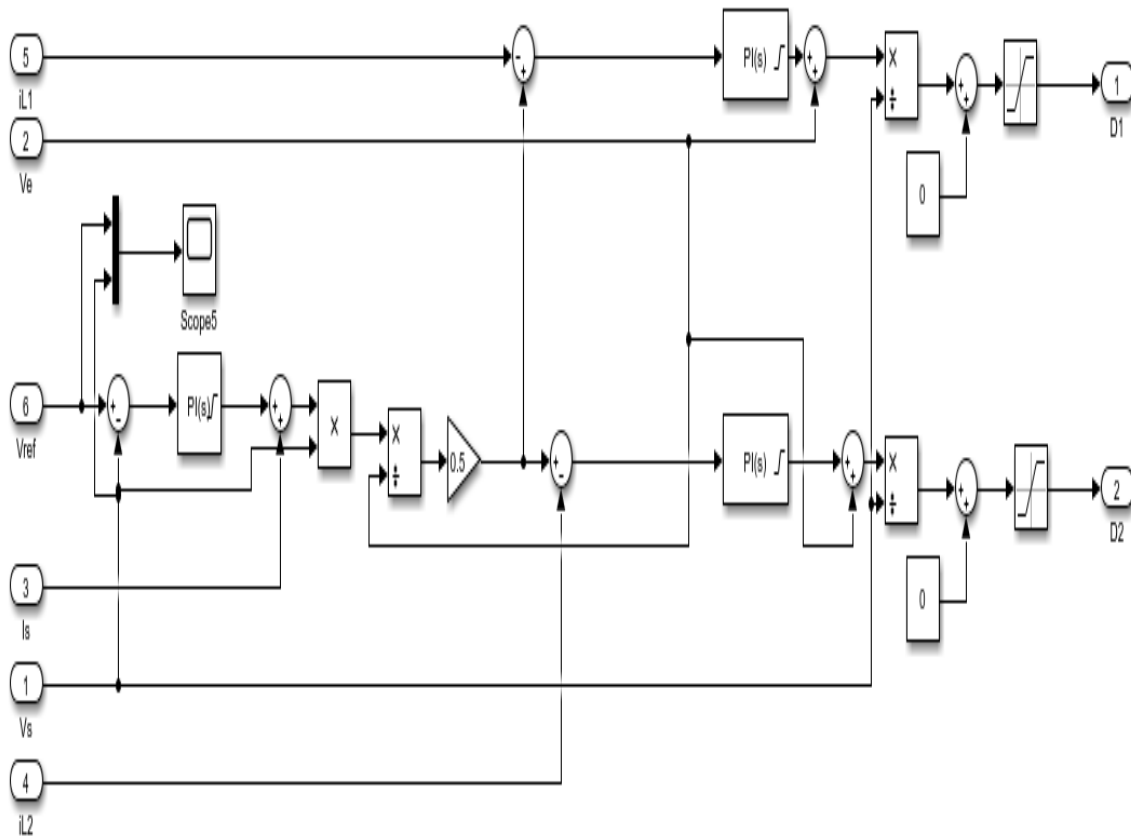 5
iL1
2
Ve
- +
PI(s)
+ +
×
÷
+ +
1
D1
0
Scope5
6
Vref
+ -
PI(s)
+ +
×
×
÷
0.5
+ -
PI(s)
+ +
×
÷
+ +
2
D2
0
3
Is
1
Vs
4
iL2